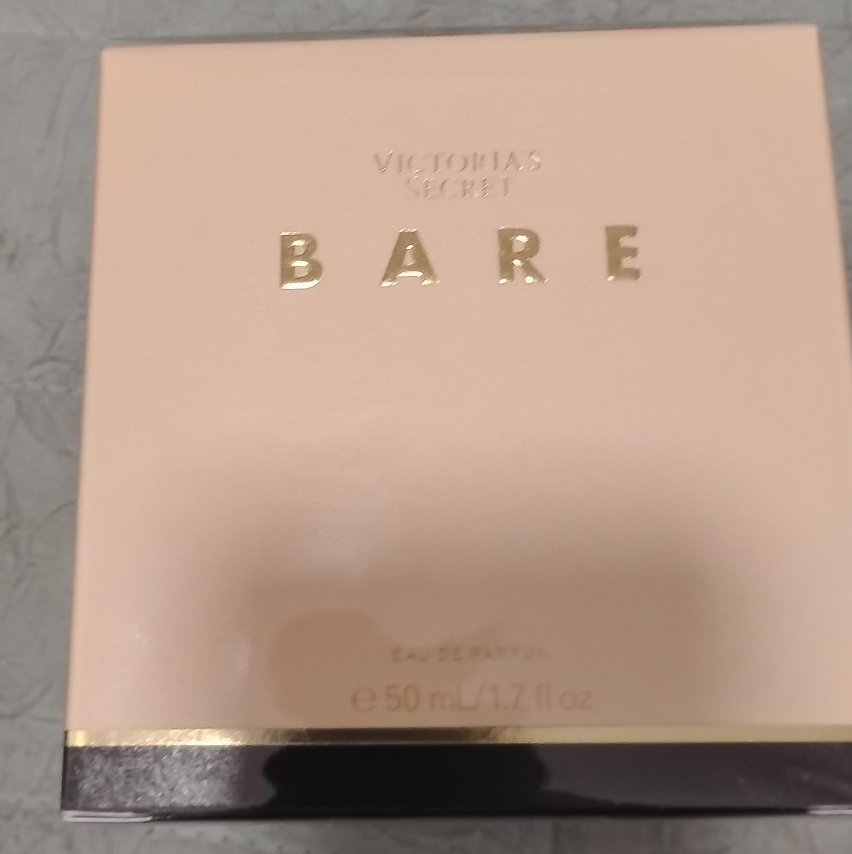 VICTORIA'S
SECRET
BARE
EAU DE PARFUM
℮ 50 mL/1.7 fl oz